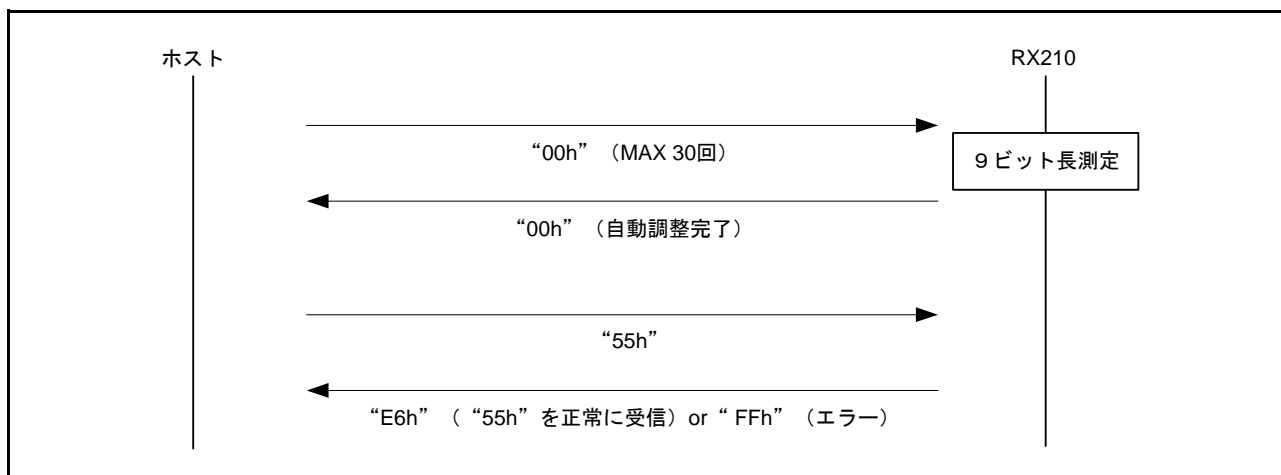 ホスト
RX210
“00h” （MAX 30回）
９ビット長測定
“00h” （自動調整完了）
“55h”
“E6h” （ “55h” を正常に受信）or “ FFh” （エラー）